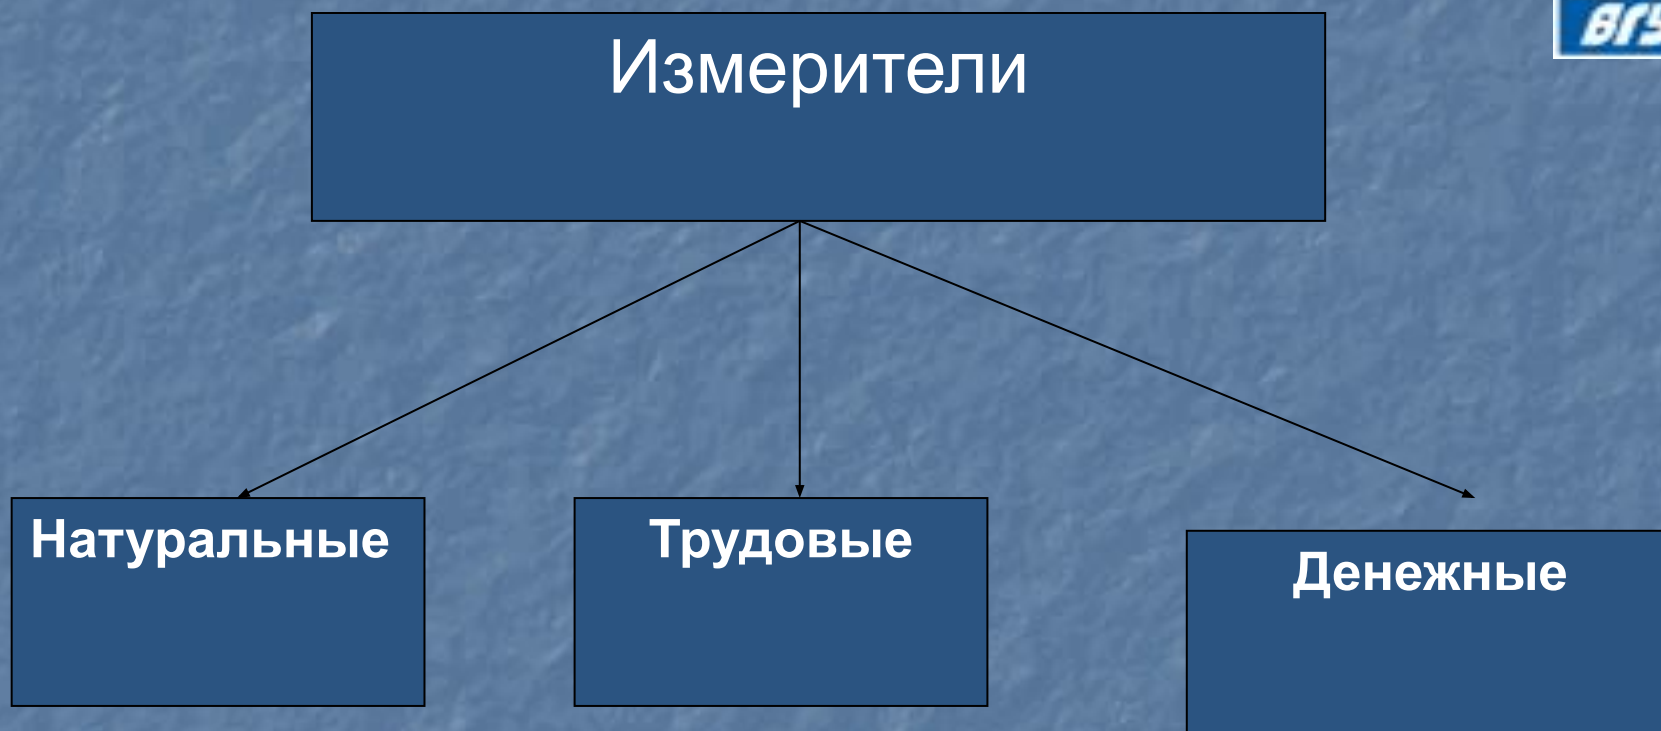 Измерители
Натуральные
Трудовые
Денежные